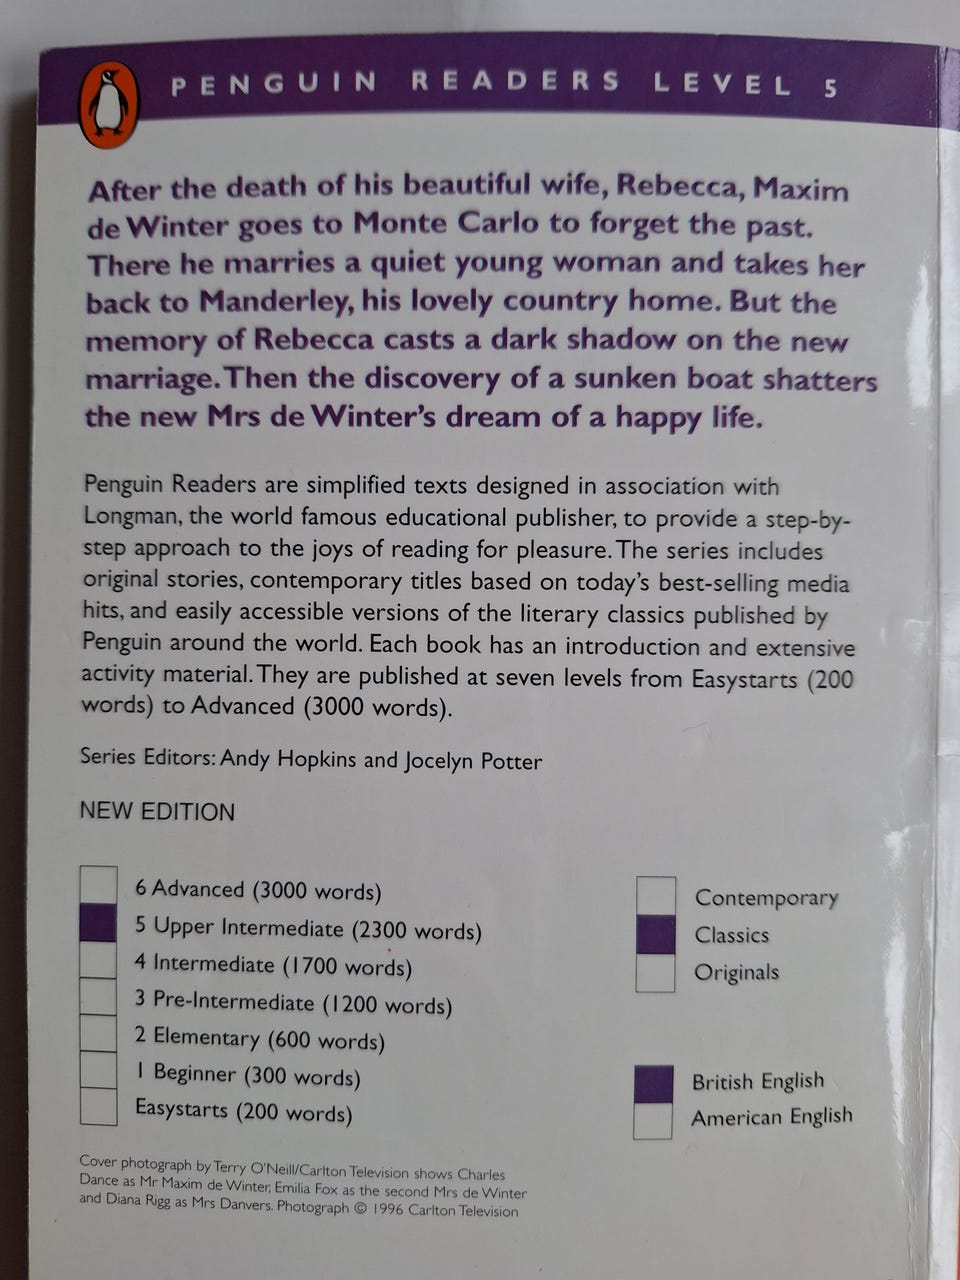 PENGUIN READERS LEVEL 5
After the death of his beautiful wife, Rebecca, Maxim
de Winter goes to Monte Carlo to forget the past.
There he marries a quiet young woman and takes her
back to Manderley, his lovely country home. But the
memory of Rebecca casts a dark shadow on the new
marriage. Then the discovery of a sunken boat shatters
the new Mrs de Winter's dream of a happy life.
Penguin Readers are simplified texts designed in association with
Longman, the world famous educational publisher, to provide a step-by-
step approach to the joys of reading for pleasure. The series includes
original stories, contemporary titles based on today's best-selling media
hits, and easily accessible versions of the literary classics published by
Penguin around the world. Each book has an introduction and extensive
activity material. They are published at seven levels from Easystarts (200
words) to Advanced (3000 words).
Series Editors: Andy Hopkins and Jocelyn Potter
NEW EDITION
6 Advanced (3000 words)
5 Upper Intermediate (2300 words)
4 Intermediate (1700 words)
3 Pre-Intermediate (1200 words)
2 Elementary (600 words)
1 Beginner (300 words)
Easystarts (200 words)
Contemporary
Classics
Originals
British English
American English
Cover photograph by Terry O'Neill/Carlton Television shows Charles
Dance as Mr Maxim de Winter, Emilia Fox as the second Mrs de Winter
and Diana Rigg as Mrs Danvers. Photograph © 1996 Carlton Television